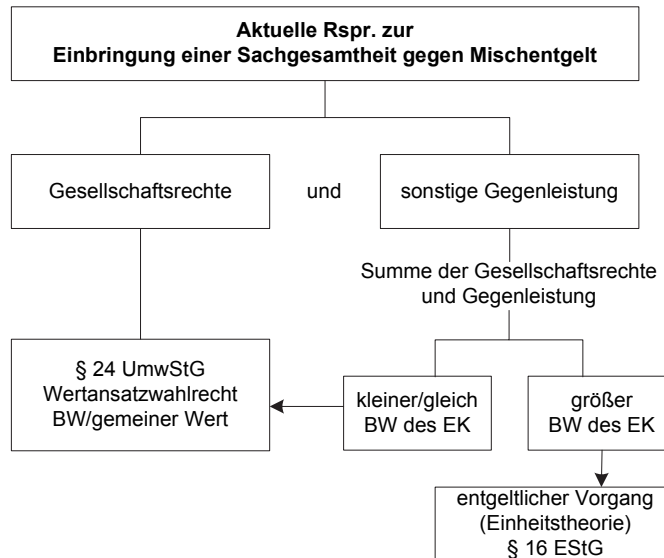 Aktuelle Rspr. zur
Einbringung einer Sachgesamtheit gegen Mischentgelt
Gesellschaftsrechte
und
sonstige Gegenleistung
Summe der Gesellschaftsrechte
und Gegenleistung
§ 24 UmwStG
Wertansatzwahlrecht
BW/gemeiner Wert
kleiner/gleich
BW des EK
größer
BW des EK
entgeltlicher Vorgang
(Einheitstheorie)
§ 16 EStG